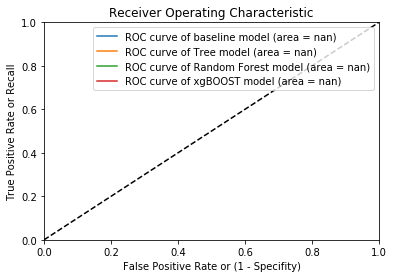 Receiver Operating Characteristic
ROC curve of baseline model (area = nan)
ROC curve of Tree model (area = nan)
ROC curve of Random Forest model (area = nan)
ROC curve of xgBOOST model (area = nan)
True Positive Rate or Recall
1.0
0.8
0.6
0.4
0.2
0.0
0.0 0.2 0.4 0.6 0.8 1.0
False Positive Rate or (1 - Specifity)